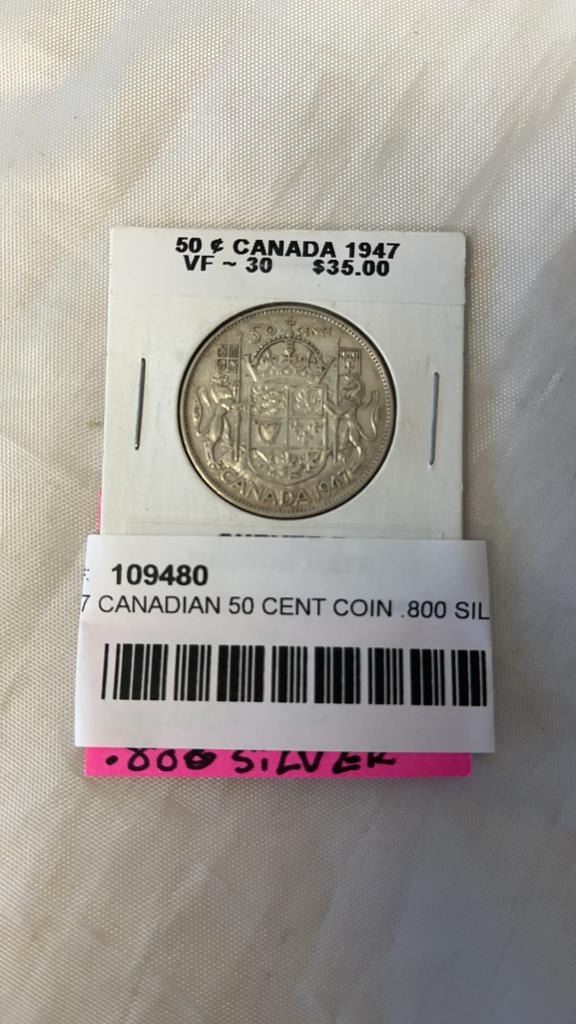 50 ¢ CANADA 1947
VF ~ 30 $35.00
50 CENTS
CANADA 1947
109480
7 CANADIAN 50 CENT COIN .800 SIL
.800 SILVER